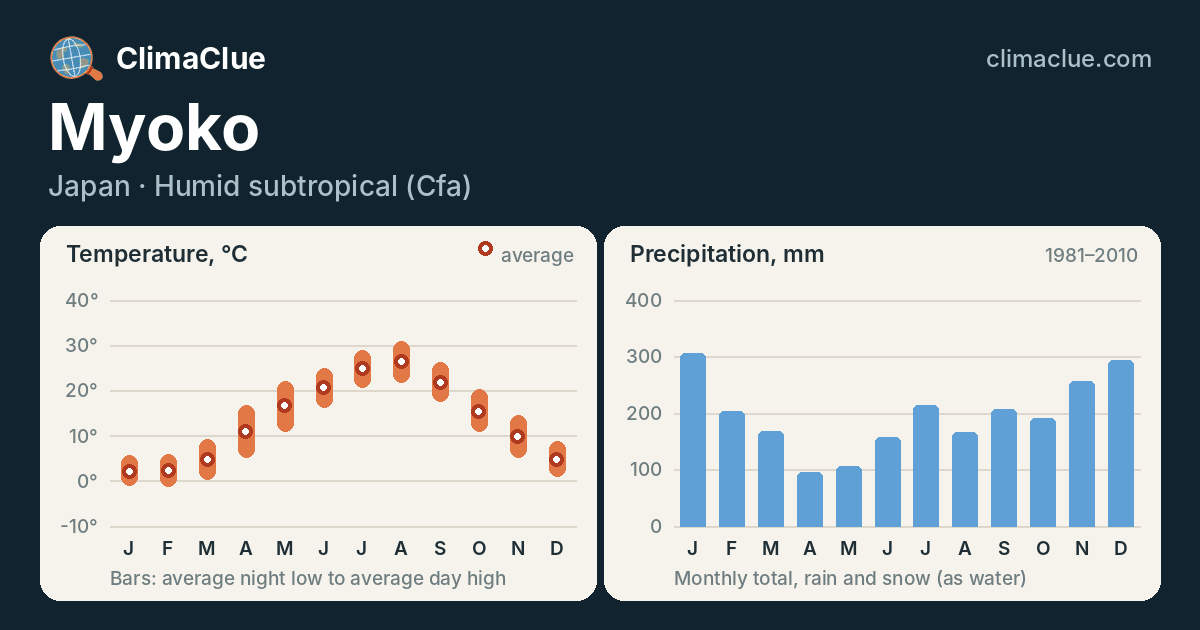 ClimaClue
climaclue.com
Myoko
Japan · Humid subtropical (Cfa)
Temperature, °C
average
40°
30°
20°
10°
0°
-10°
J F M A M J J A S O N D
Bars: average night low to average day high
Precipitation, mm
1981–2010
400
300
200
100
0
J F M A M J J A S O N D
Monthly total, rain and snow (as water)